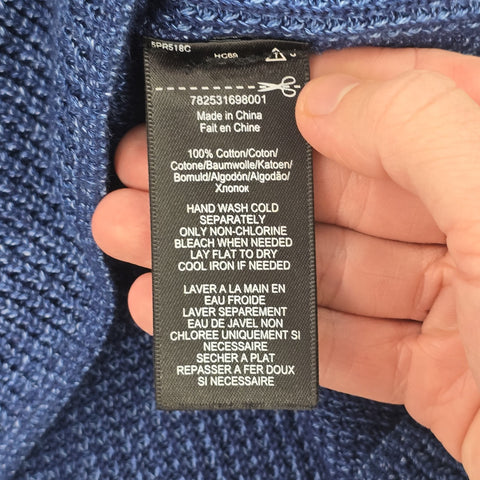 SPR518C HC69
782531698001
Made in China
Fait en Chine
100% Cotton/Coton/
Cotone/Baumwolle/Katoen/
Bomuld/Algodón/Algodão/
Хлопок
HAND WASH COLD
SEPARATELY
ONLY NON-CHLORINE
BLEACH WHEN NEEDED
LAY FLAT TO DRY
COOL IRON IF NEEDED
LAVER A LA MAIN EN
EAU FROIDE
LAVER SEPAREMENT
EAU DE JAVEL NON
CHLOREE UNIQUEMENT SI
NECESSAIRE
SECHER A PLAT
REPASSER A FER DOUX
SI NECESSAIRE